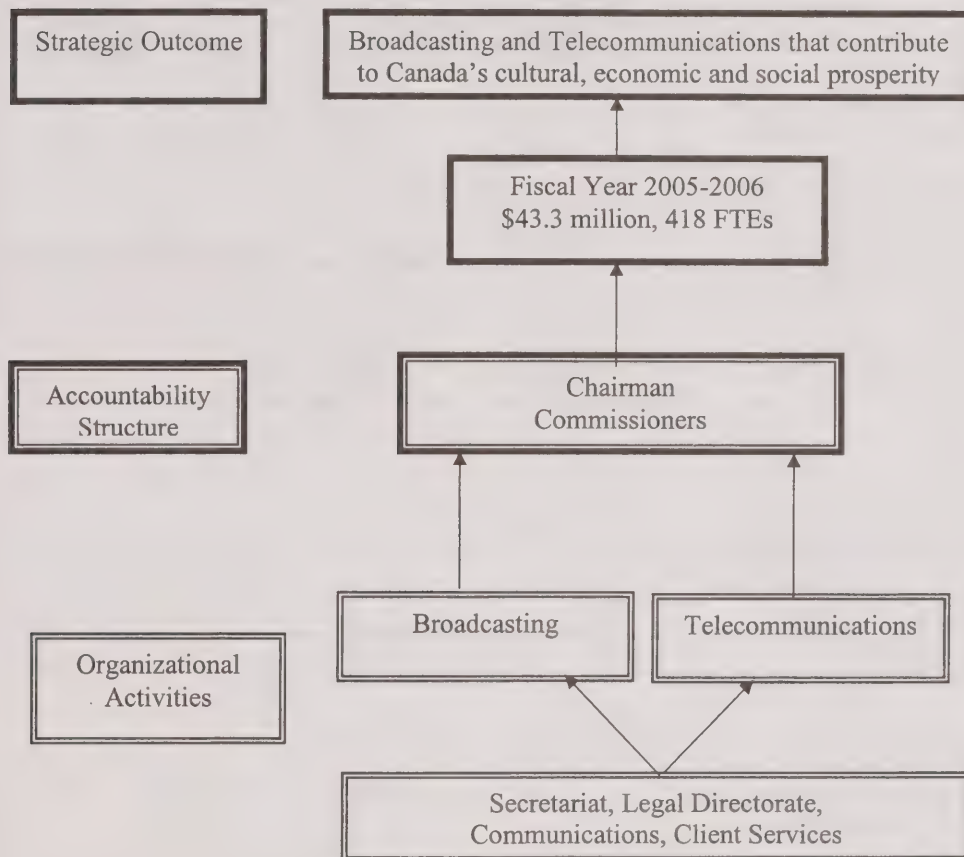 Strategic Outcome
Broadcasting and Telecommunications that contribute
to Canada's cultural, economic and social prosperity
Fiscal Year 2005-2006
$43.3 million, 418 FTEs
Accountability
Structure
Chairman
Commissioners
Broadcasting
Telecommunications
Organizational
Activities
Secretariat, Legal Directorate,
Communications, Client Services